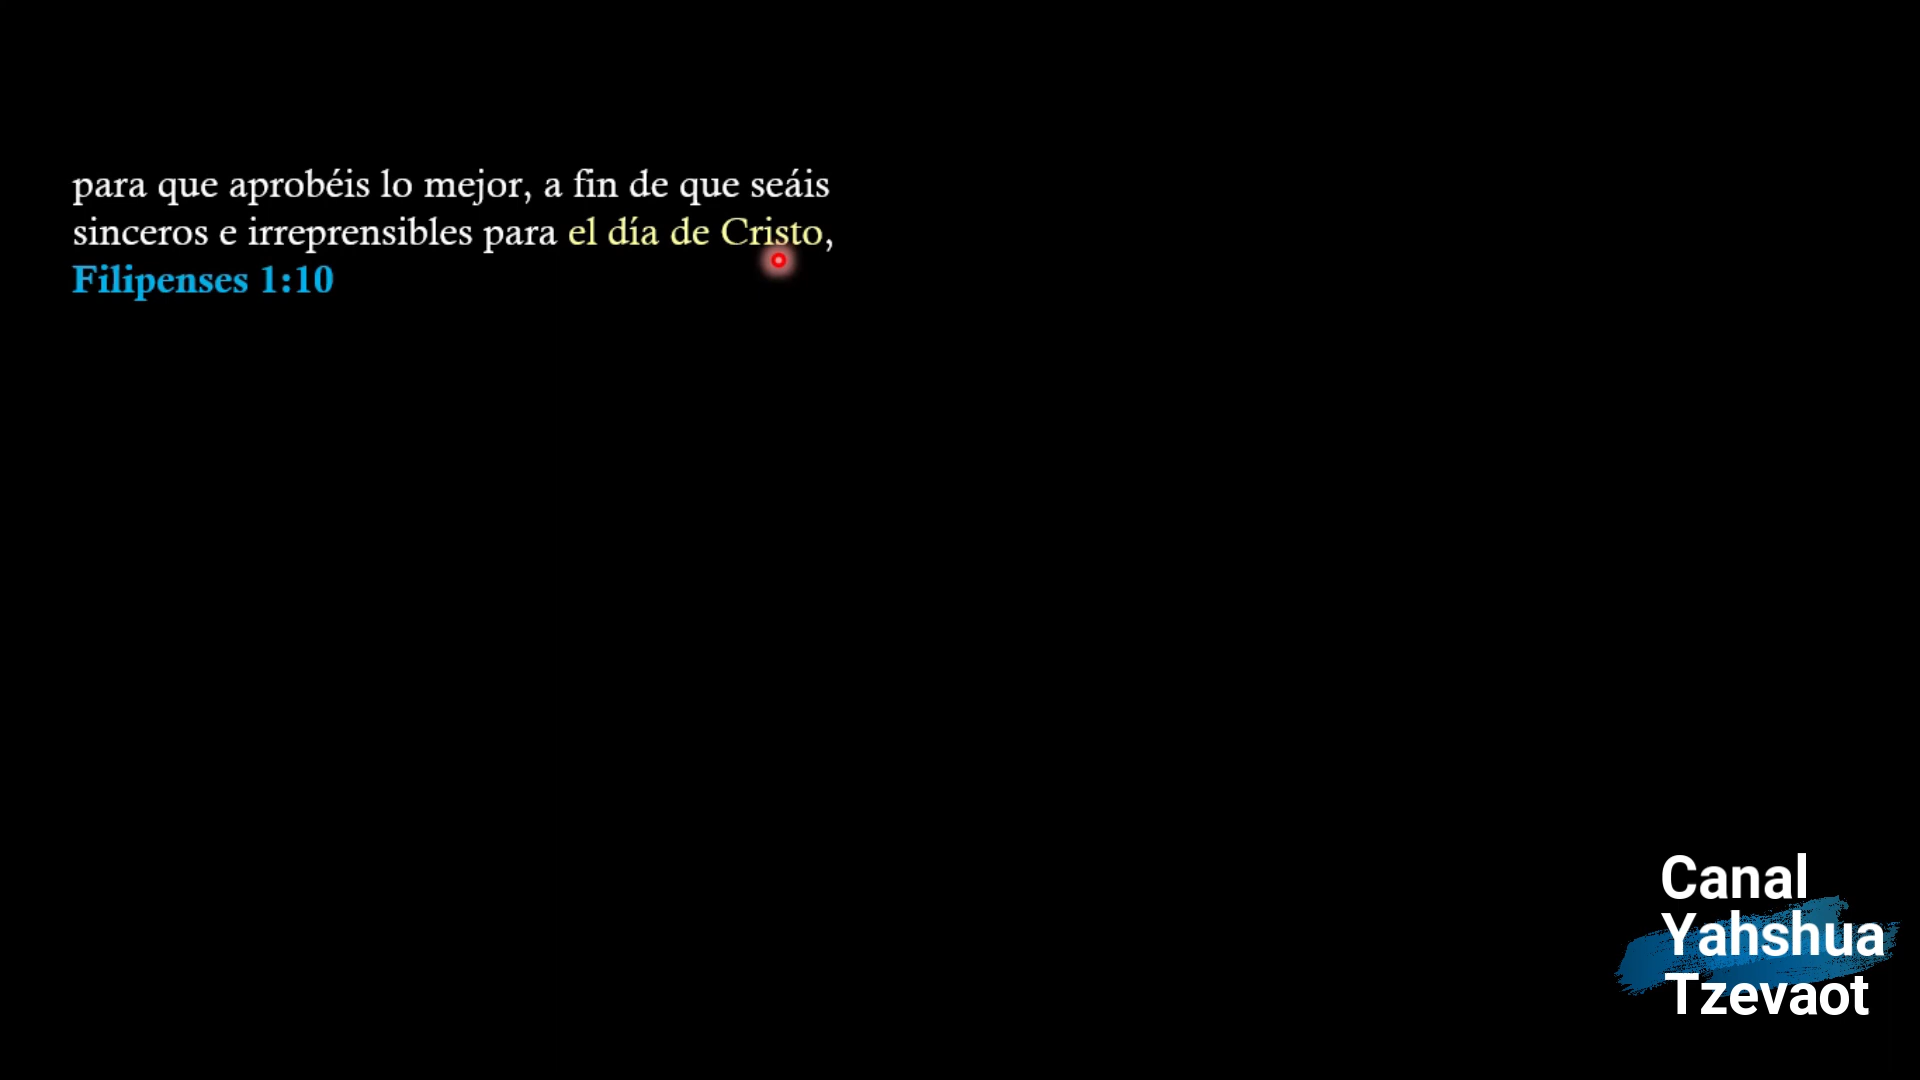 para que aprobéis lo mejor, a fin de que seáis
sinceros e irreprensibles para el día de Cristo,
Filipenses 1:10
Canal
Yahshua
Tzevaot